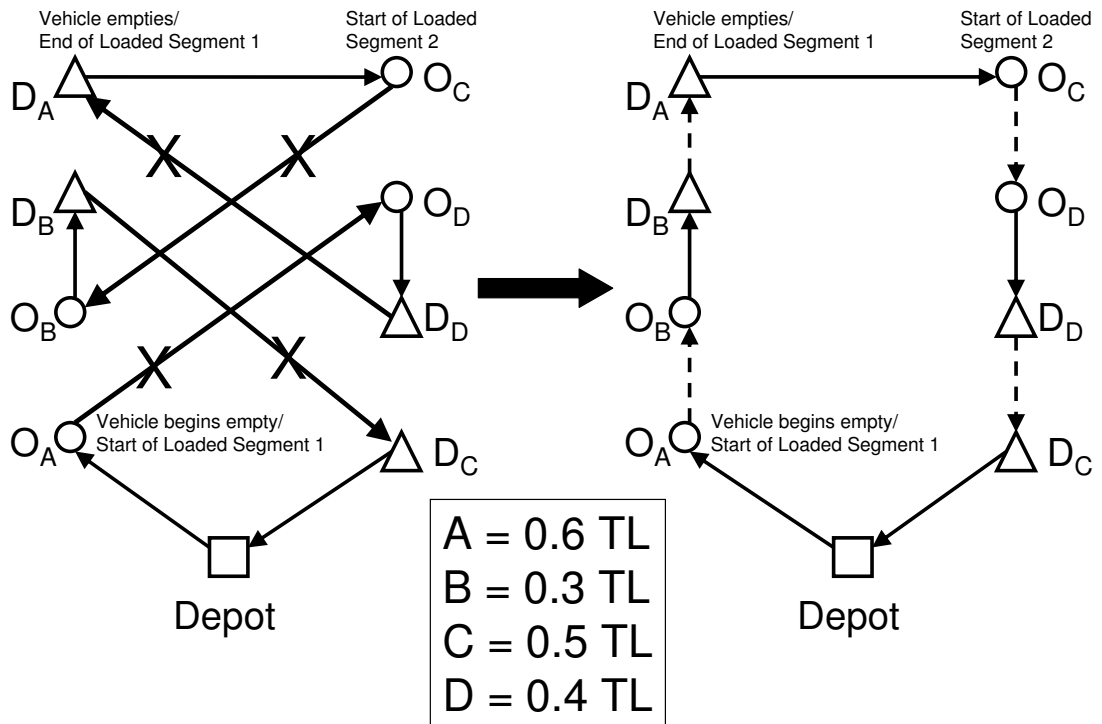 Vehicle empties/
End of Loaded Segment 1
Start of Loaded
Segment 2
D_A
O_C
X
X
D_B
O_D
O_B
D_D
X
X
Vehicle begins empty/
Start of Loaded Segment 1
O_A
D_C
Depot
Vehicle empties/
End of Loaded Segment 1
Start of Loaded
Segment 2
D_A
O_C
D_B
O_D
O_B
D_D
Vehicle begins empty/
Start of Loaded Segment 1
O_A
D_C
Depot
A = 0.6 TL
B = 0.3 TL
C = 0.5 TL
D = 0.4 TL